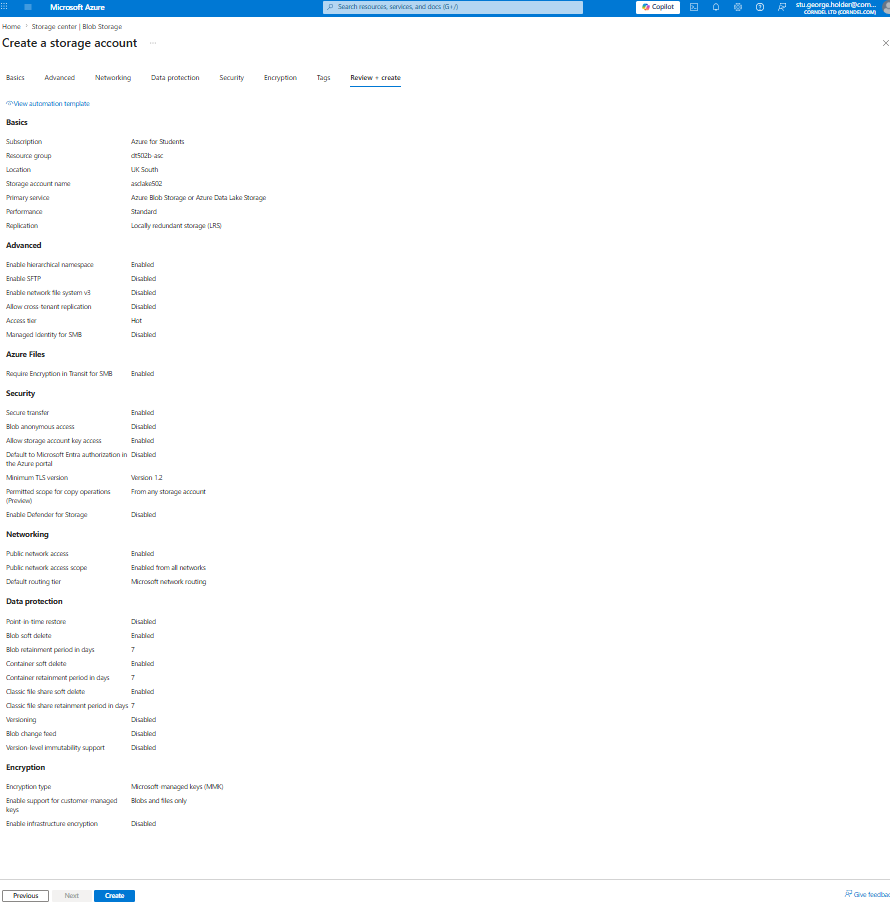 Microsoft Azure
Search resources, services, and docs (G+/)
Copilot
stu.george.holder@com...
CORNDEL LTD (CORNDEL.COM)
Home › Storage center | Blob Storage
Create a storage account ...
Basics Advanced Networking Data protection Security Encryption Tags Review + create
View automation template
Basics
Subscription Azure for Students
Resource group dt502b-asc
Location UK South
Storage account name asclake502
Primary service Azure Blob Storage or Azure Data Lake Storage
Performance Standard
Replication Locally redundant storage (LRS)
Advanced
Enable hierarchical namespace Enabled
Enable SFTP Disabled
Enable network file system v3 Disabled
Allow cross-tenant replication Disabled
Access tier Hot
Managed Identity for SMB Disabled
Azure Files
Require Encryption in Transit for SMB Enabled
Security
Secure transfer Enabled
Blob anonymous access Disabled
Allow storage account key access Enabled
Default to Microsoft Entra authorization in Disabled
the Azure portal
Minimum TLS version Version 1.2
Permitted scope for copy operations From any storage account
(Preview)
Enable Defender for Storage Disabled
Networking
Public network access Enabled
Public network access scope Enabled from all networks
Default routing tier Microsoft network routing
Data protection
Point-in-time restore Disabled
Blob soft delete Enabled
Blob retainment period in days 7
Container soft delete Enabled
Container retainment period in days 7
Classic file share soft delete Enabled
Classic file share retainment period in days 7
Versioning Disabled
Blob change feed Disabled
Version-level immutability support Disabled
Encryption
Encryption type Microsoft-managed keys (MMK)
Enable support for customer-managed Blobs and files only
keys
Enable infrastructure encryption Disabled
Previous Next Create
Give feedbac